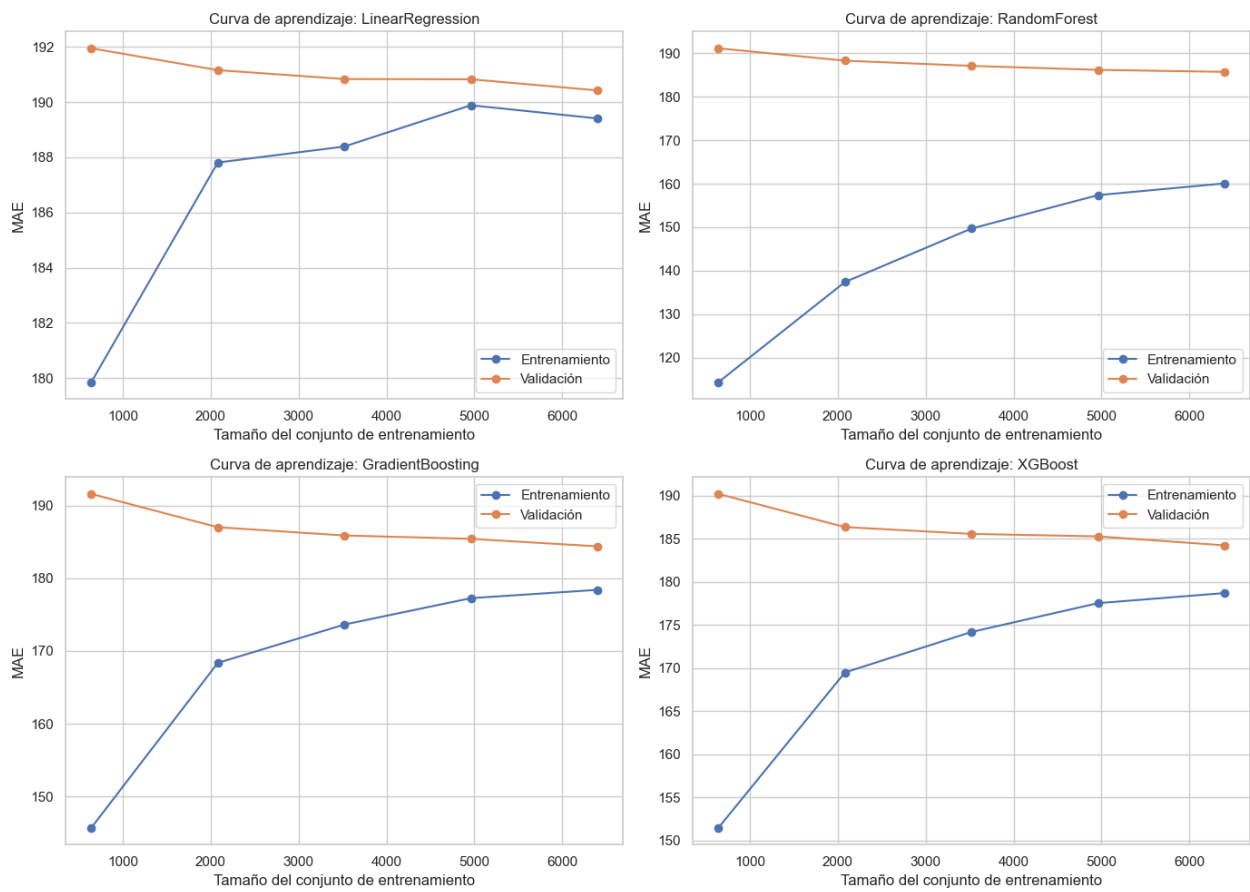 Curva de aprendizaje: LinearRegression
192
190
188
186
184
182
180
MAE
Entrenamiento
Validación
1000 2000 3000 4000 5000 6000
Tamaño del conjunto de entrenamiento
Curva de aprendizaje: RandomForest
190
180
170
160
150
140
130
120
MAE
Entrenamiento
Validación
1000 2000 3000 4000 5000 6000
Tamaño del conjunto de entrenamiento
Curva de aprendizaje: GradientBoosting
190
180
170
160
150
MAE
Entrenamiento
Validación
1000 2000 3000 4000 5000 6000
Tamaño del conjunto de entrenamiento
Curva de aprendizaje: XGBoost
190
185
180
175
170
165
160
155
150
MAE
Entrenamiento
Validación
1000 2000 3000 4000 5000 6000
Tamaño del conjunto de entrenamiento